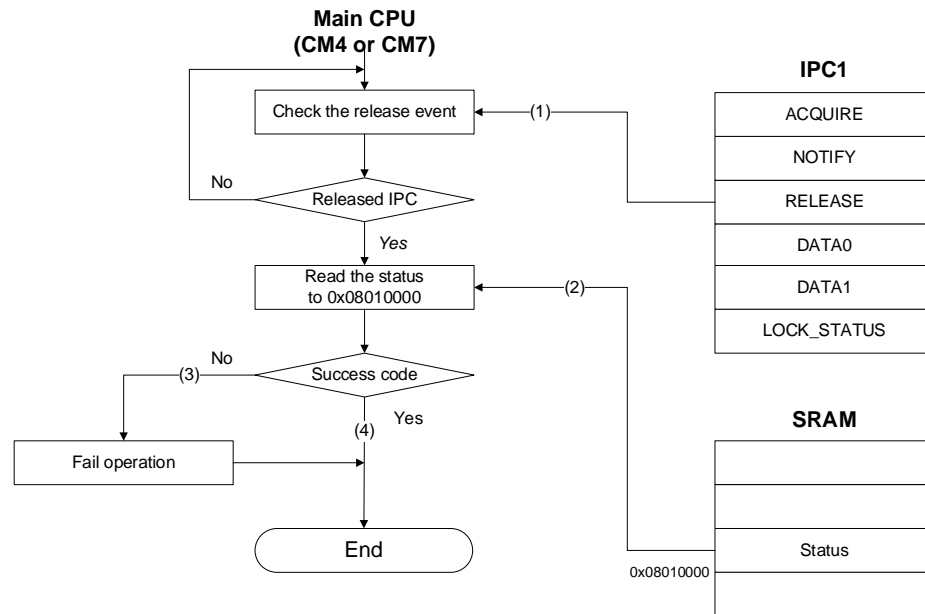 Main CPU
(CM4 or CM7)
Check the release event
(1)
No
Released IPC
Yes
Read the status
to 0x08010000
(2)
No
(3)
Success code
Yes
(4)
Fail operation
End
IPC1
ACQUIRE
NOTIFY
RELEASE
DATA0
DATA1
LOCK_STATUS
SRAM
Status
0x08010000